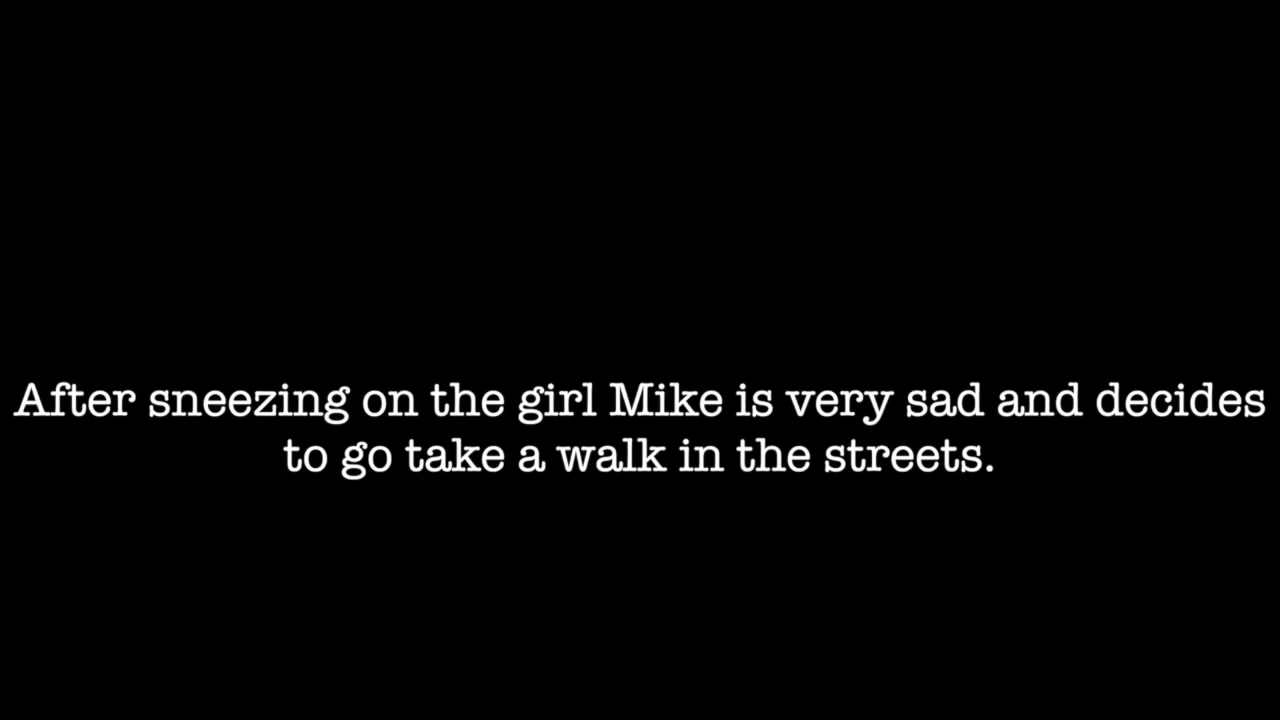 After sneezing on the girl Mike is very sad and decides
to go take a walk in the streets.